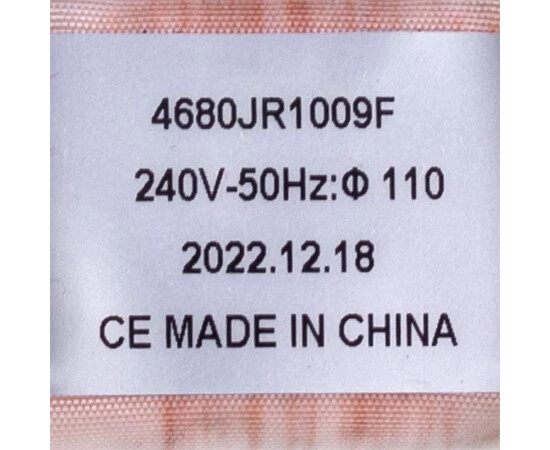 4680JR1009F
240V-50Hz:Φ 110
2022.12.18
CE MADE IN CHINA